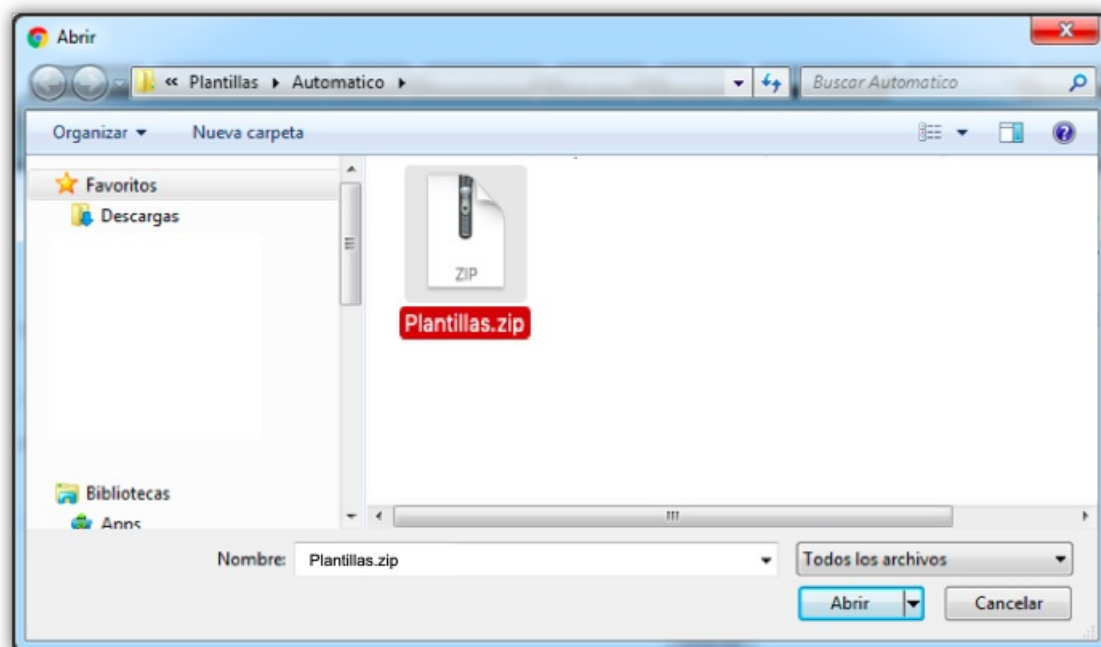 Abrir
« Plantillas Automatico
Buscar Automatico
Organizar Nueva carpeta
Favoritos
Descargas
ZIP
Plantillas.zip
Bibliotecas
Apps
Nombre: Plantillas.zip
Todos los archivos
Abrir Cancelar